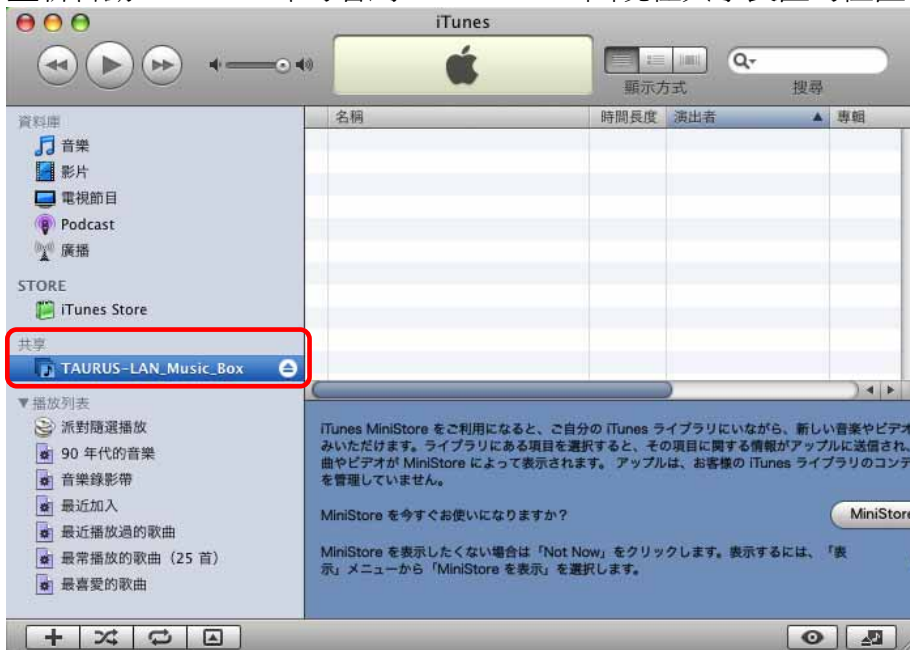 iTunes
顯示方式
搜尋
資料庫
音樂
影片
電視節目
Podcast
廣播
STORE
iTunes Store
共享
TAURUS-LAN_Music_Box
播放列表
派對隨選播放
90 年代的音樂
音樂錄影帶
最近加入
最近播放過的歌曲
最常播放的歌曲（25 首）
最喜愛的歌曲
名稱 時間長度 演出者 專輯
iTunes MiniStore をご利用になると、ご自分の iTunes ライブラリにいながら、新しい音楽やビデオ
みいただけます。ライブラリにある項目を選択すると、その項目に関する情報がアップルに送信され、
曲やビデオが MiniStore によって表示されます。 アップルは、お客様の iTunes ライブラリのコンテ
を管理していません。
MiniStore を今すぐお使いになりますか？
MiniStore
MiniStore を表示したくない場合は「Not Now」をクリックします。表示するには、「表
示」メニューから「MiniStore を表示」を選択します。